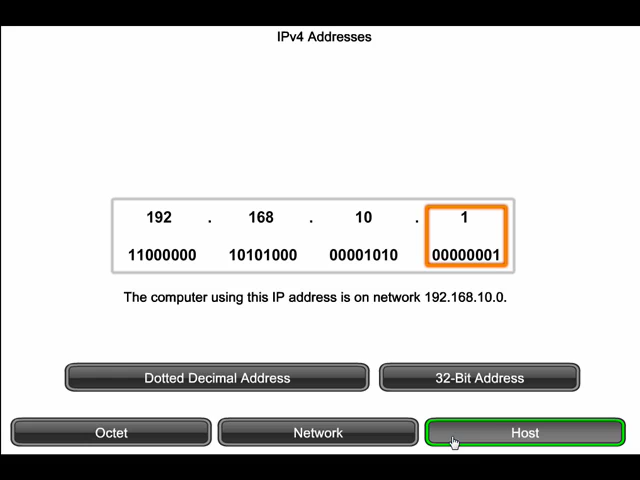 IPv4 Addresses
192 . 168 . 10 . 1
11000000 10101000 00001010 00000001
The computer using this IP address is on network 192.168.10.0.
Dotted Decimal Address 32-Bit Address
Octet Network Host